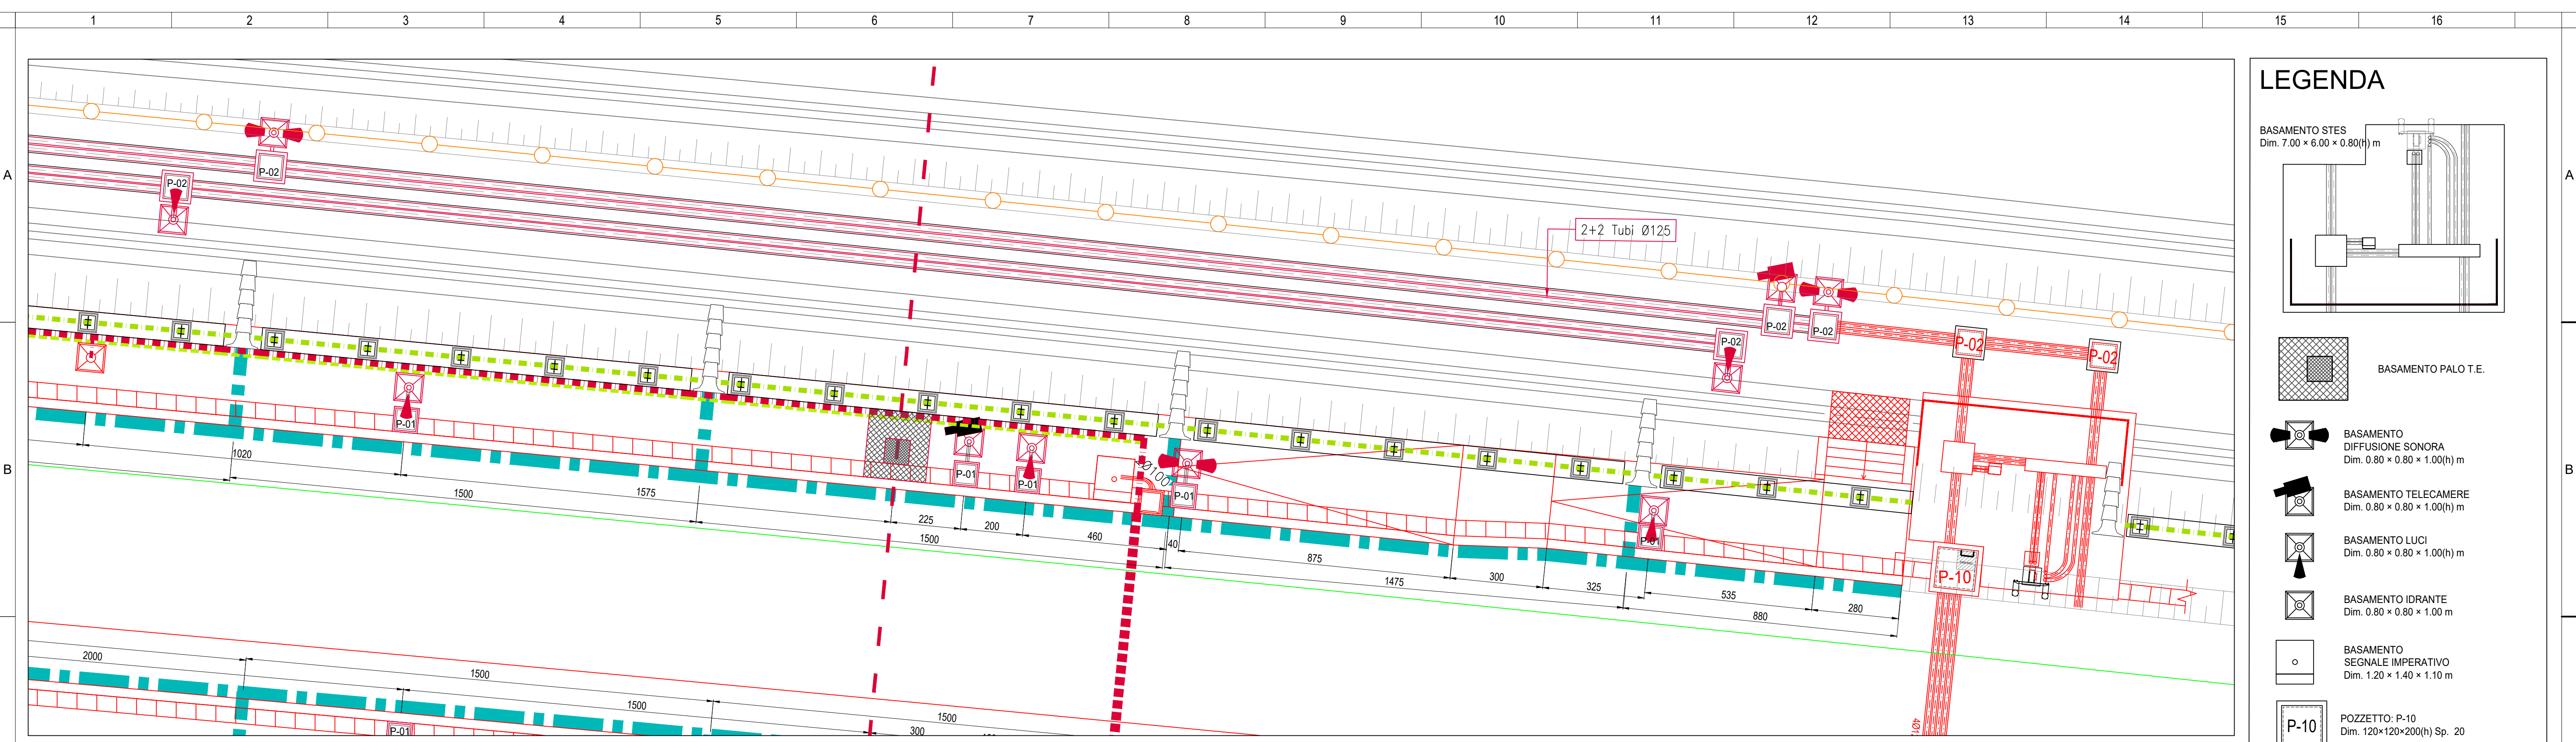 1 2 3 4 5 6 7 8 9 10 11 12 13 14 15 16
A
A
B
B
P-02
P-02
2+2 Tubi Ø125
P-02
P-02
P-02
P-02
P-02
P-01
P-01
P-01
P-01
P-01
P-10
1020
1500
1575
225
200
1500
460
40
875
1475
300
325
535
280
880
2000
1500
1500
1500
300
P-01
LEGENDA
BASAMENTO STES
Dim. 7.00 × 6.00 × 0.80(h) m
BASAMENTO PALO T.E.
BASAMENTO
DIFFUSIONE SONORA
Dim. 0.80 × 0.80 × 1.00(h) m
BASAMENTO TELECAMERE
Dim. 0.80 × 0.80 × 1.00(h) m
BASAMENTO LUCI
Dim. 0.80 × 0.80 × 1.00(h) m
BASAMENTO IDRANTE
Dim. 0.80 × 0.80 × 1.00 m
BASAMENTO
SEGNALE IMPERATIVO
Dim. 1.20 × 1.40 × 1.10 m
P-10
POZZETTO: P-10
Dim. 120×120×200(h) Sp. 20